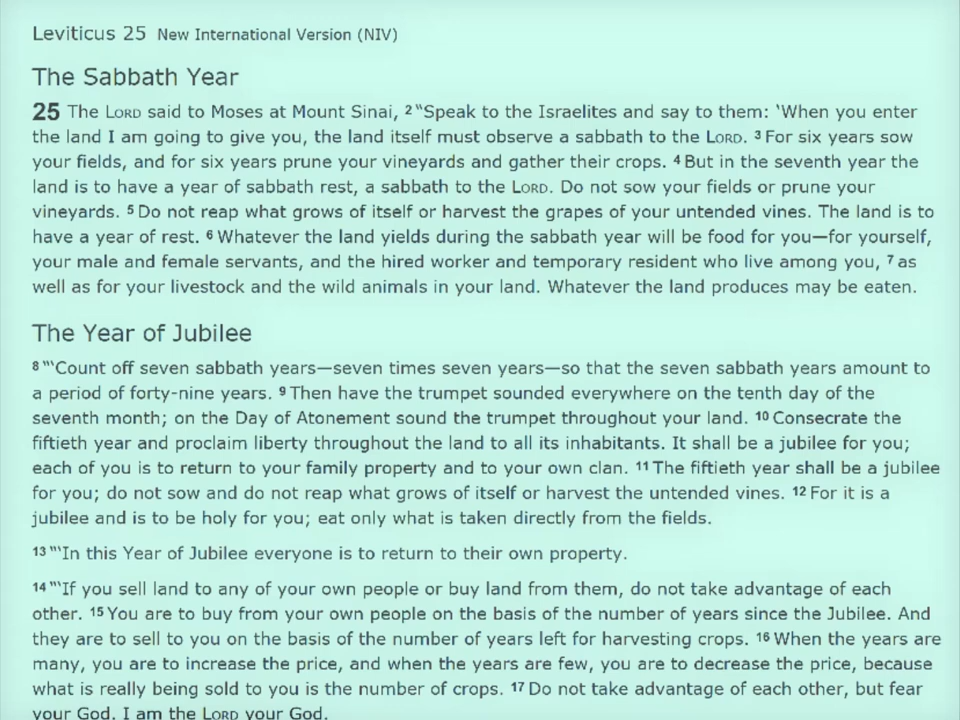 Leviticus 25 New International Version (NIV)
The Sabbath Year
25 The LORD said to Moses at Mount Sinai, 2 “Speak to the Israelites and say to them: ‘When you enter
the land I am going to give you, the land itself must observe a sabbath to the LORD. 3 For six years sow
your fields, and for six years prune your vineyards and gather their crops. 4 But in the seventh year the
land is to have a year of sabbath rest, a sabbath to the LORD. Do not sow your fields or prune your
vineyards. 5 Do not reap what grows of itself or harvest the grapes of your untended vines. The land is to
have a year of rest. 6 Whatever the land yields during the sabbath year will be food for you—for yourself,
your male and female servants, and the hired worker and temporary resident who live among you, 7 as
well as for your livestock and the wild animals in your land. Whatever the land produces may be eaten.
The Year of Jubilee
8 “‘Count off seven sabbath years—seven times seven years—so that the seven sabbath years amount to
a period of forty-nine years. 9 Then have the trumpet sounded everywhere on the tenth day of the
seventh month; on the Day of Atonement sound the trumpet throughout your land. 10 Consecrate the
fiftieth year and proclaim liberty throughout the land to all its inhabitants. It shall be a jubilee for you;
each of you is to return to your family property and to your own clan. 11 The fiftieth year shall be a jubilee
for you; do not sow and do not reap what grows of itself or harvest the untended vines. 12 For it is a
jubilee and is to be holy for you; eat only what is taken directly from the fields.
13 “‘In this Year of Jubilee everyone is to return to their own property.
14 “‘If you sell land to any of your own people or buy land from them, do not take advantage of each
other. 15 You are to buy from your own people on the basis of the number of years since the Jubilee. And
they are to sell to you on the basis of the number of years left for harvesting crops. 16 When the years are
many, you are to increase the price, and when the years are few, you are to decrease the price, because
what is really being sold to you is the number of crops. 17 Do not take advantage of each other, but fear
your God. I am the LORD your God.